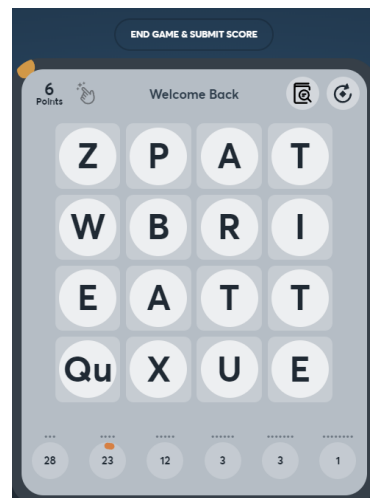 END GAME & SUBMIT SCORE
6
Points
Welcome Back
Z P A T
W B R I
E A T T
Qu X U E
28 23 12 3 3 1